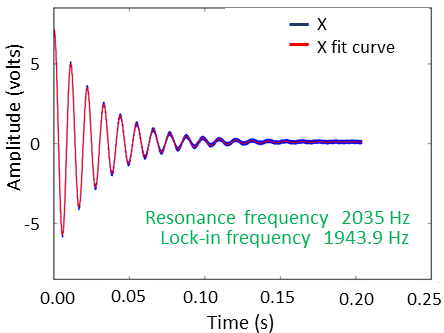 X
X fit curve
Amplitude (volts)
5
0
-5
Resonance frequency 2035 Hz
Lock-in frequency 1943.9 Hz
0.00 0.05 0.10 0.15 0.20 0.25
Time (s)